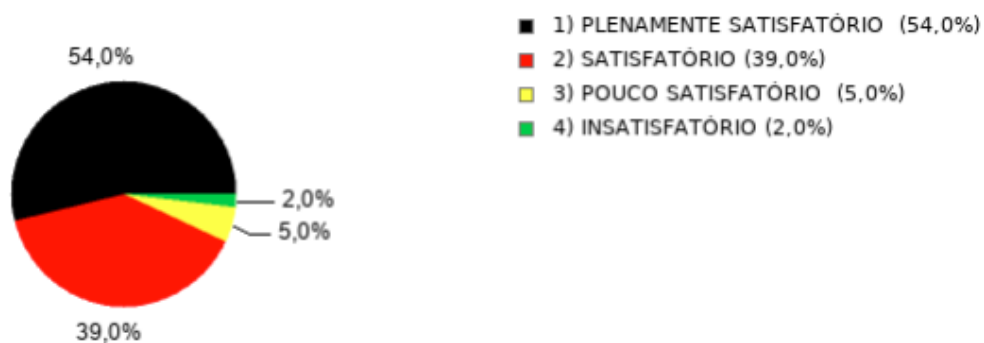 54,0%
2,0%
5,0%
39,0%
1) PLENAMENTE SATISFATÓRIO (54,0%)
2) SATISFATÓRIO (39,0%)
3) POUCO SATISFATÓRIO (5,0%)
4) INSATISFATÓRIO (2,0%)